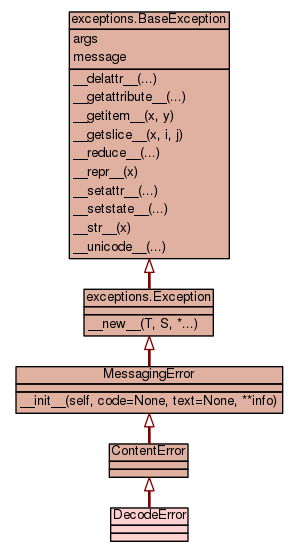 exceptions.BaseException
args
message
__delattr__(...)
__getattribute__(...)
__getitem__(x, y)
__getslice__(x, i, j)
__reduce__(...)
__repr__(x)
__setattr__(...)
__setstate__(...)
__str__(x)
__unicode__(...)
exceptions.Exception
__new__(T, S, *...)
MessagingError
__init__(self, code=None, text=None, **info)
ContentError
DecodeError